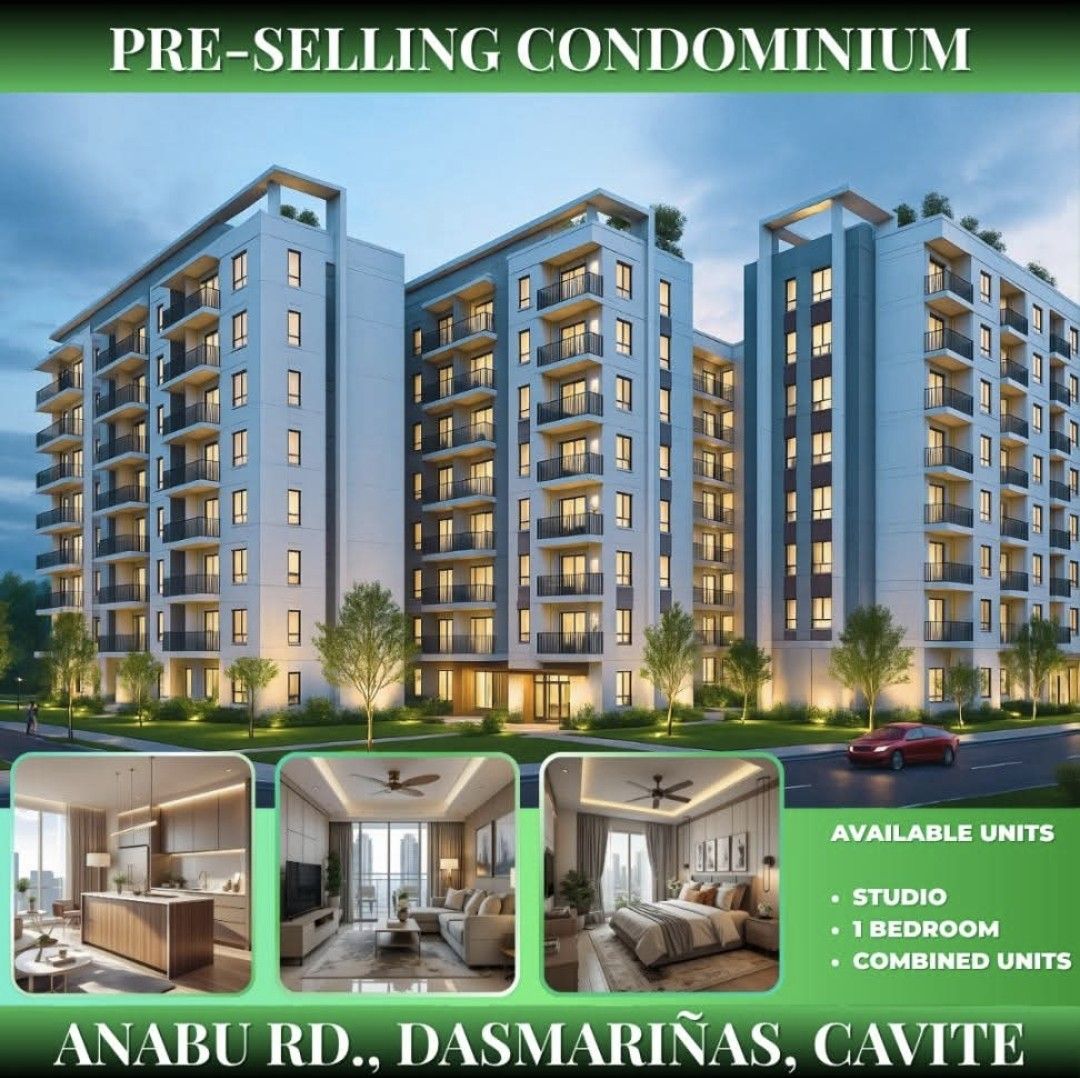 PRE-SELLING CONDOMINIUM
AVAILABLE UNITS
• STUDIO
• 1 BEDROOM
• COMBINED UNITS
ANABU RD., DASMARIÑAS, CAVITE